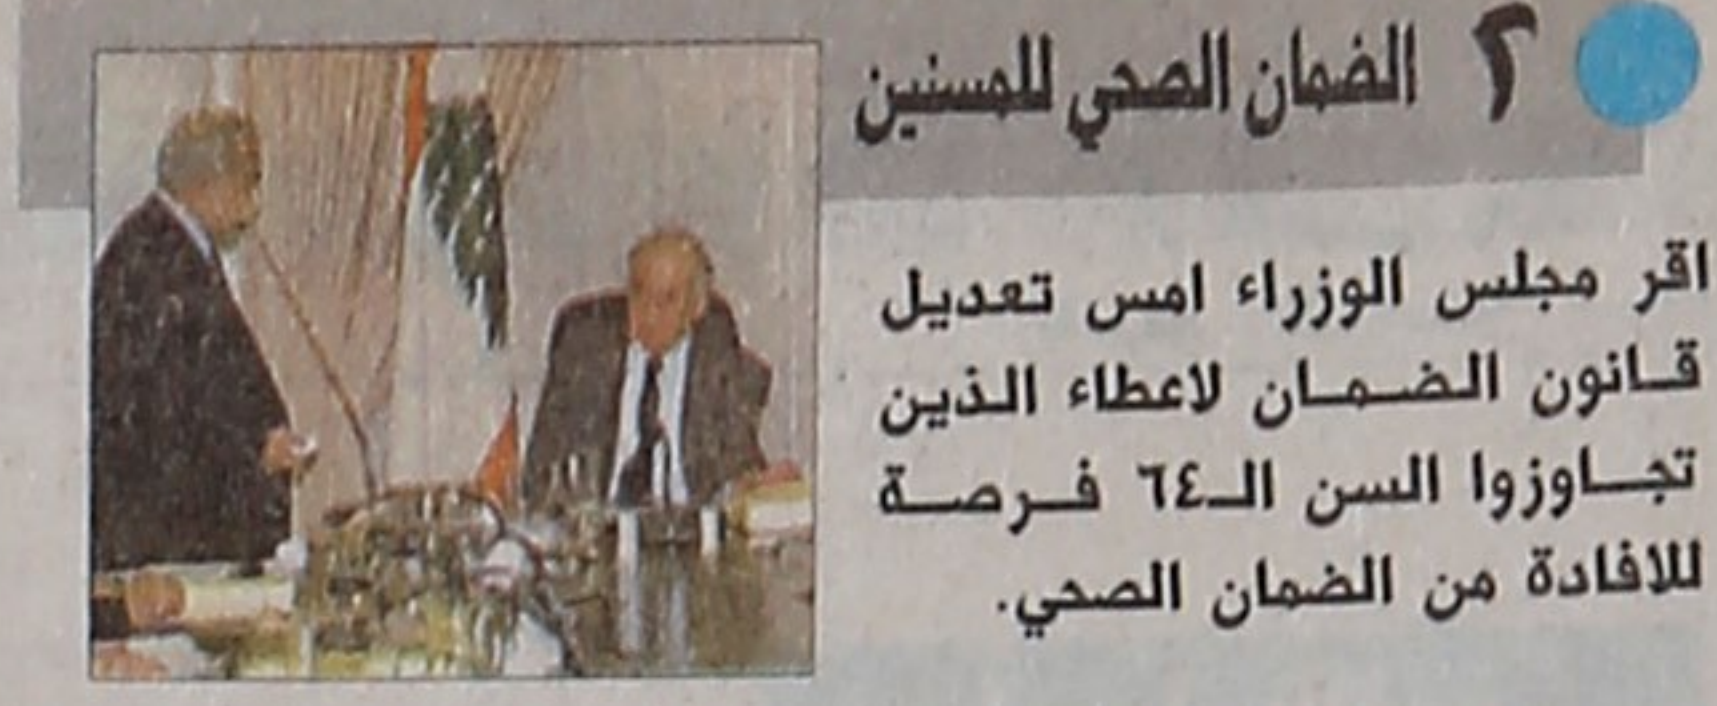 ٢ الضمان الصحي للمسنين
اقر مجلس الوزراء امس تعديل
قانون الضمان لاعطاء الذين
تجاوزوا السن الـ٦٤ فرصة
للافادة من الضمان الصحي.